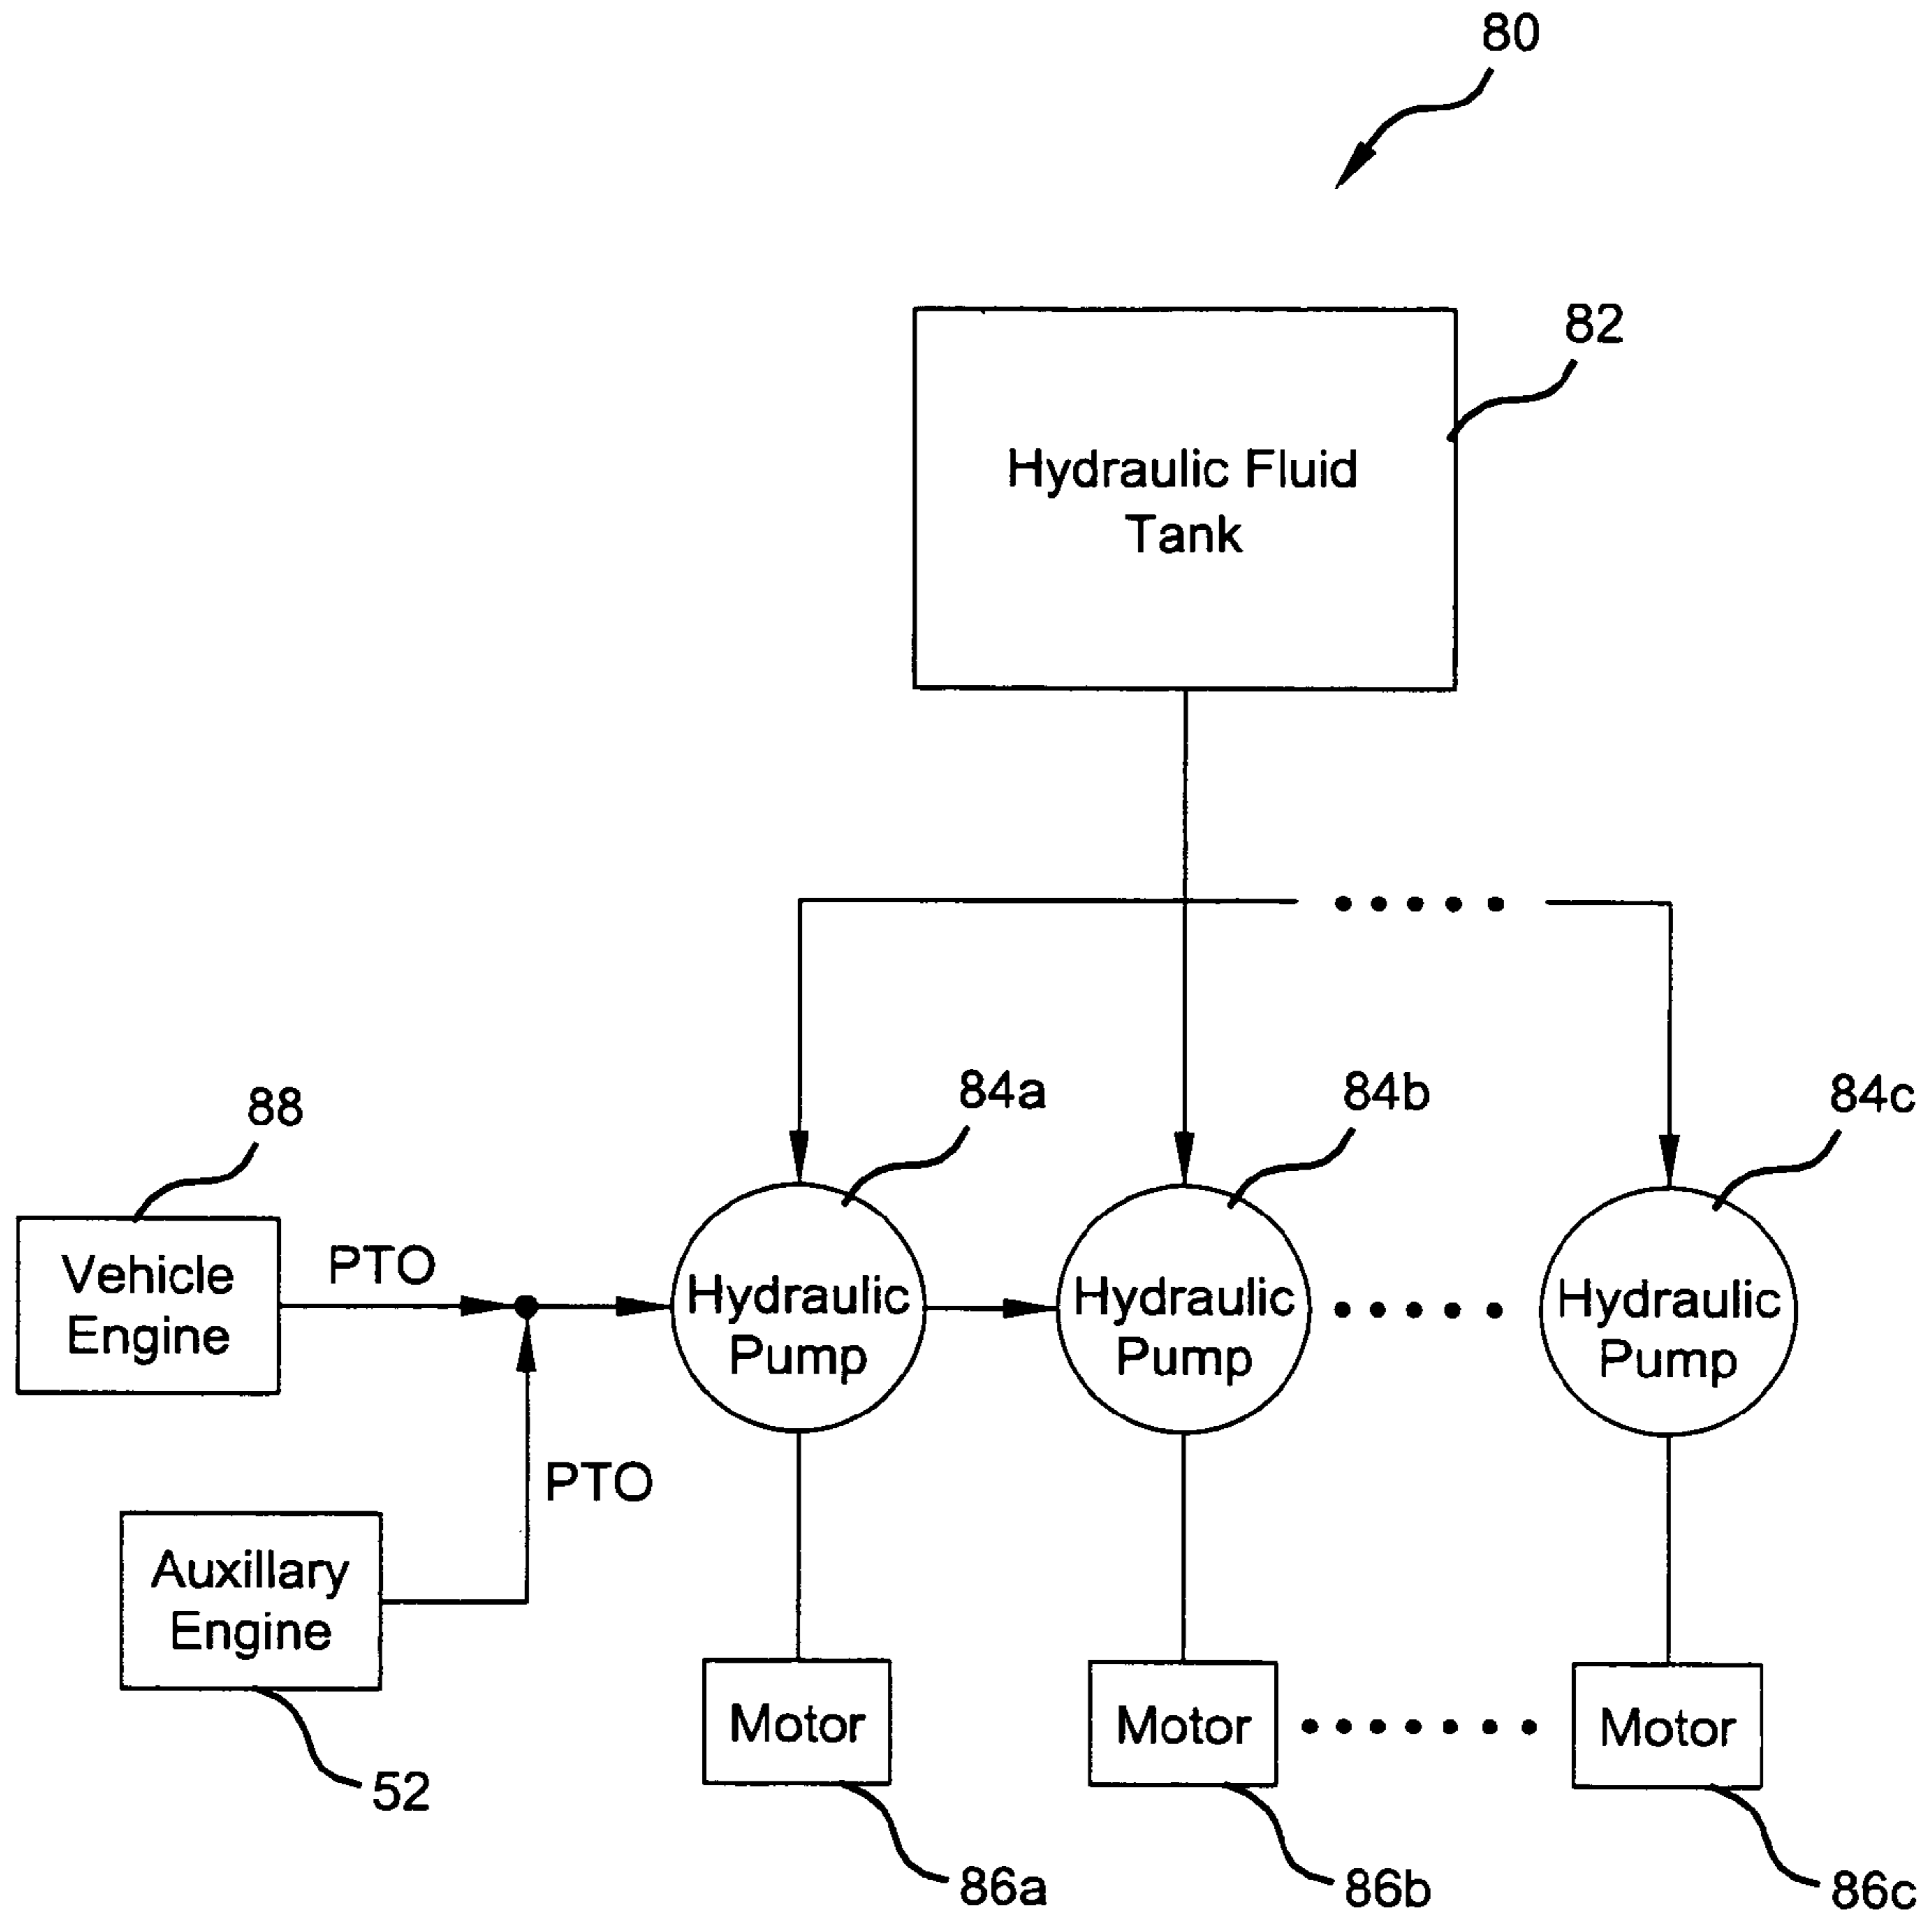 80
82
Hydraulic Fluid
Tank
84a
84b
84c
88
Vehicle
Engine
PTO
Hydraulic
Pump
Hydraulic
Pump
Hydraulic
Pump
PTO
Auxillary
Engine
52
Motor
Motor
Motor
86a
86b
86c